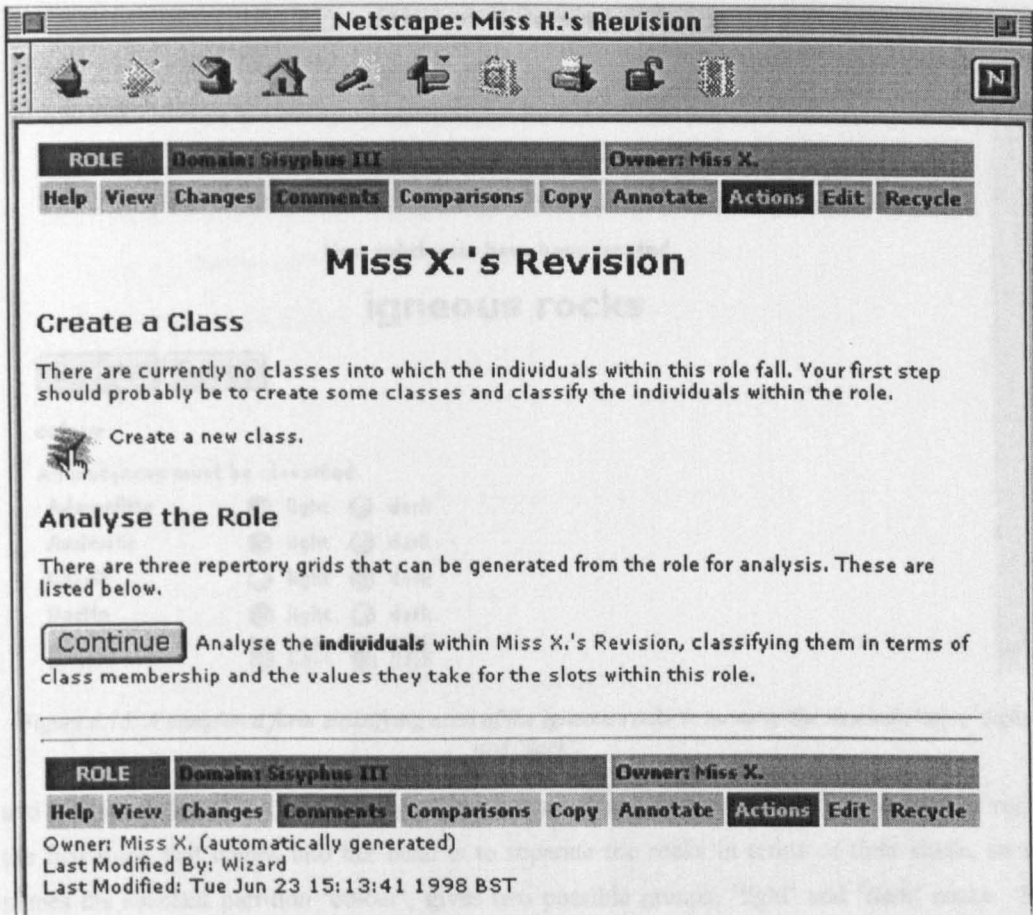 Netscape: Miss X.'s Revision
N
ROLE Domain: Sisyphus III Owner: Miss X.
Help View Changes Comments Comparisons Copy Annotate Actions Edit Recycle
Miss X.'s Revision
igneous rocks
Create a Class
There are currently no classes into which the individuals within this role fall. Your first step
should probably be to create some classes and classify the individuals within the role.
Create a new class.
Analyse the Role
There are three repertory grids that can be generated from the role for analysis. These are
listed below.
Continue Analyse the individuals within Miss X.'s Revision, classifying them in terms of
class membership and the values they take for the slots within this role.
ROLE Domain: Sisyphus III Owner: Miss X.
Help View Changes Comments Comparisons Copy Annotate Actions Edit Recycle
Owner: Miss X. (automatically generated)
Last Modified By: Wizard
Last Modified: Tue Jun 23 15:13:41 1998 BST